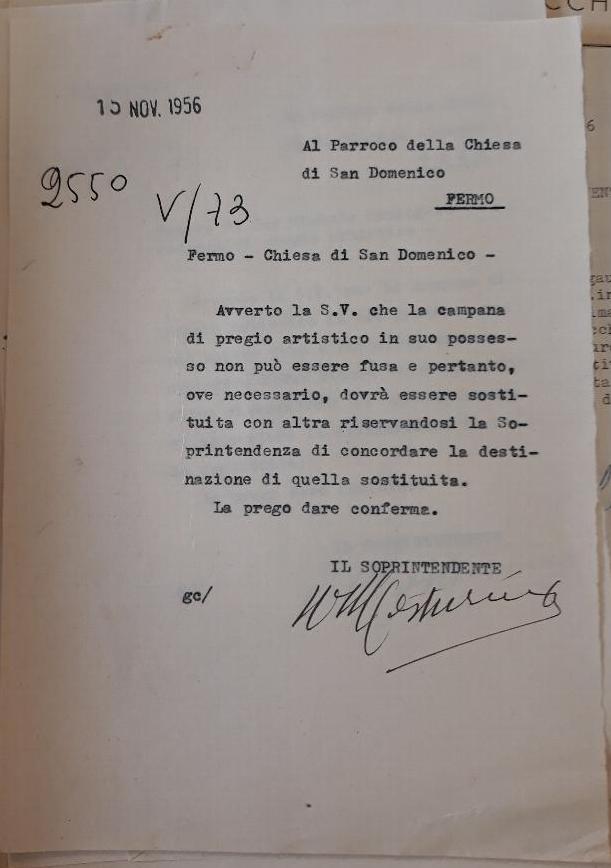 NOV. 1956
Al Parroco della Chiesa
di San Domenico
FERMO
2550
V/73
Fermo - Chiesa di San Domenico -
Avverto la S.V. che la campana
di pregio artistico in suo posses-
so non può essere fusa e pertanto,
ove necessario, dovrà essere sosti-
tuita con altra riservandosi la So-
printendenza di concordare la desti-
nazione di quella sostituita.
La prego dare conferma.
IL SOPRINTENDENTE
gc/